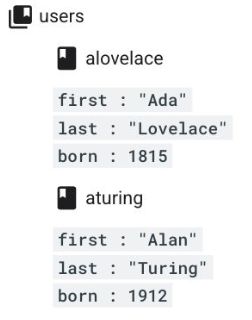 users
alovelace
first : "Ada"
last : "Lovelace"
born : 1815
aturing
first : "Alan"
last : "Turing"
born : 1912